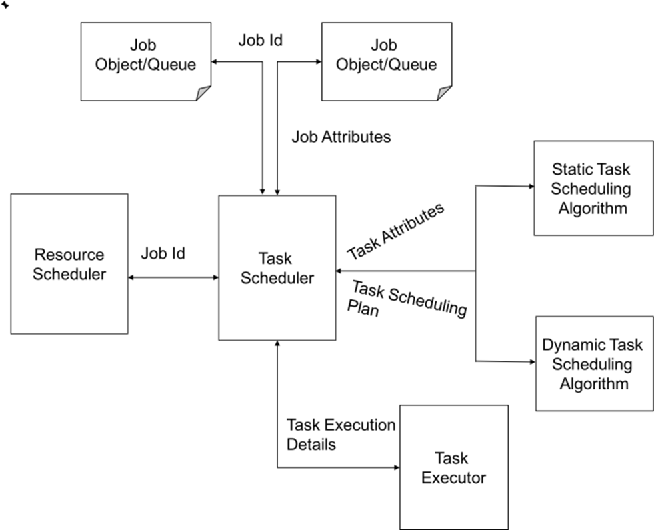 Job
Object/Queue
Job Id
Job
Object/Queue
Job Attributes
Static Task
Scheduling
Algorithm
Resource
Scheduler
Job Id
Task
Scheduler
Task Attributes
Task Scheduling
Plan
Dynamic Task
Scheduling
Algorithm
Task Execution
Details
Task
Executor